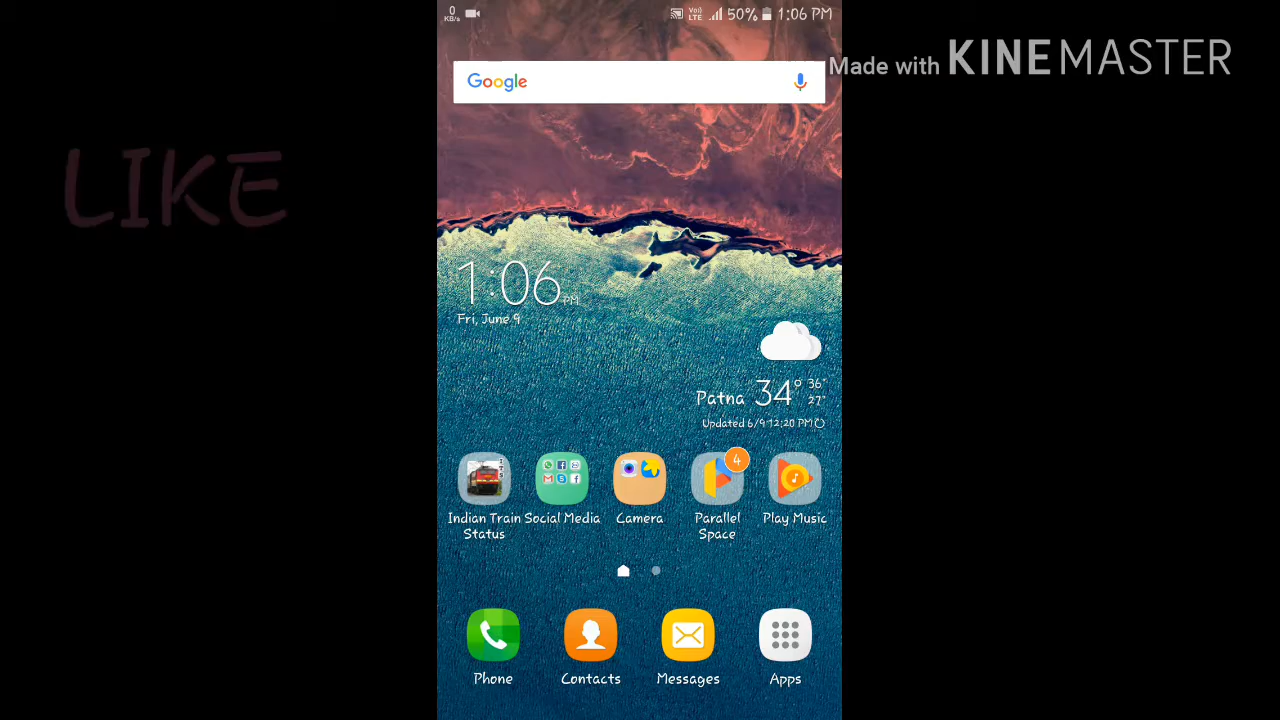 0
KB/s
Vo))
LTE
50%
1:06 PM
Made with KINEMASTER
Google
LIKE
1:06 PM
Fri, June 9
Patna 34° 36°
27°
Updated 6/9 12:20 PM
4
Indian Train
Status
Social Media
Camera
Parallel
Space
Play Music
Phone
Contacts
Messages
Apps